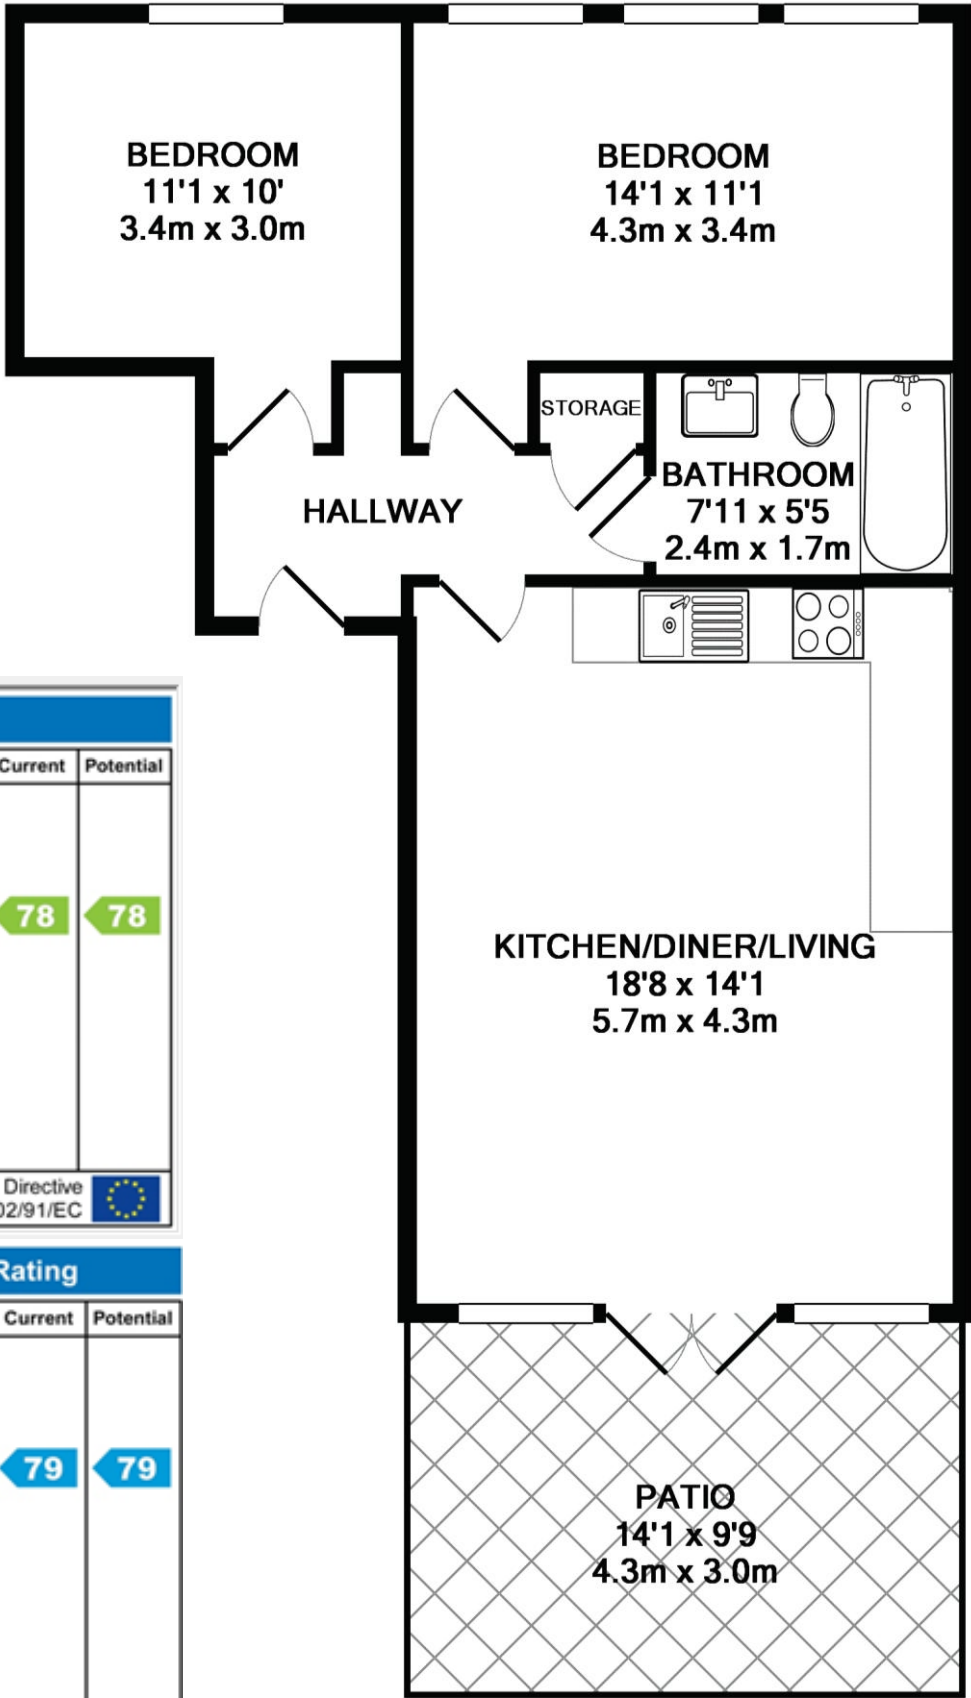 BEDROOM
11'1 x 10'
3.4m x 3.0m
BEDROOM
14'1 x 11'1
4.3m x 3.4m
STORAGE
BATHROOM
7'11 x 5'5
2.4m x 1.7m
HALLWAY
KITCHEN/DINER/LIVING
18'8 x 14'1
5.7m x 4.3m
PATIO
14'1 x 9'9
4.3m x 3.0m
Current Potential
78 78
Directive
02/91/EC
Rating
Current Potential
79 79